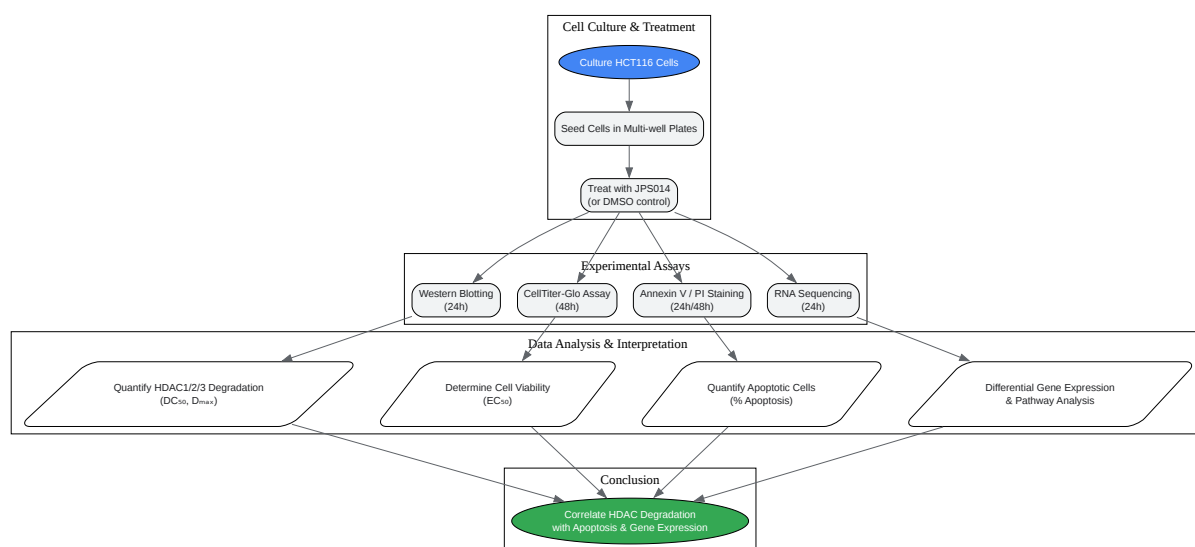 Cell Culture & Treatment
Culture HCT116 Cells
Seed Cells in Multi-well Plates
Treat with JPS014
(or DMSO control)
Experimental Assays
Western Blotting
(24h)
CellTiter-Glo Assay
(48h)
Annexin V / PI Staining
(24h/48h)
RNA Sequencing
(24h)
Data Analysis & Interpretation
Quantify HDAC1/2/3 Degradation
(DC₅₀, Dₘₐₓ)
Determine Cell Viability
(EC₅₀)
Quantify Apoptotic Cells
(% Apoptosis)
Differential Gene Expression
& Pathway Analysis
Conclusion
Correlate HDAC Degradation
with Apoptosis & Gene Expression